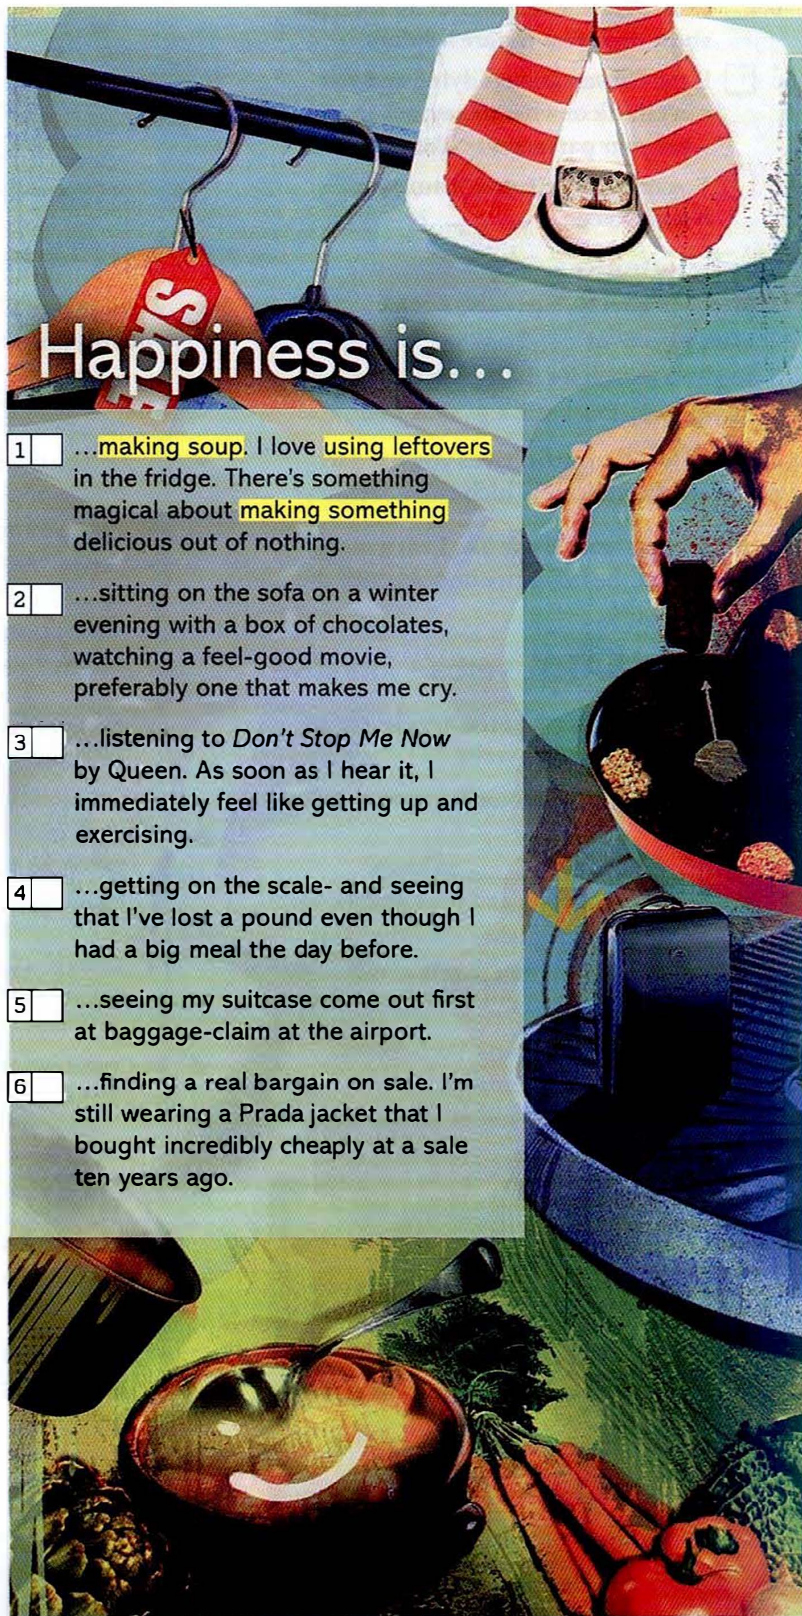 SALE
Happiness is...
1 ...making soup. I love using leftovers
in the fridge. There's something
magical about making something
delicious out of nothing.
2 ...sitting on the sofa on a winter
evening with a box of chocolates,
watching a feel-good movie,
preferably one that makes me cry.
3 ...listening to Don't Stop Me Now
by Queen. As soon as I hear it, I
immediately feel like getting up and
exercising.
4 ...getting on the scale- and seeing
that I've lost a pound even though I
had a big meal the day before.
5 ...seeing my suitcase come out first
at baggage-claim at the airport.
6 ...finding a real bargain on sale. I'm
still wearing a Prada jacket that I
bought incredibly cheaply at a sale
ten years ago.